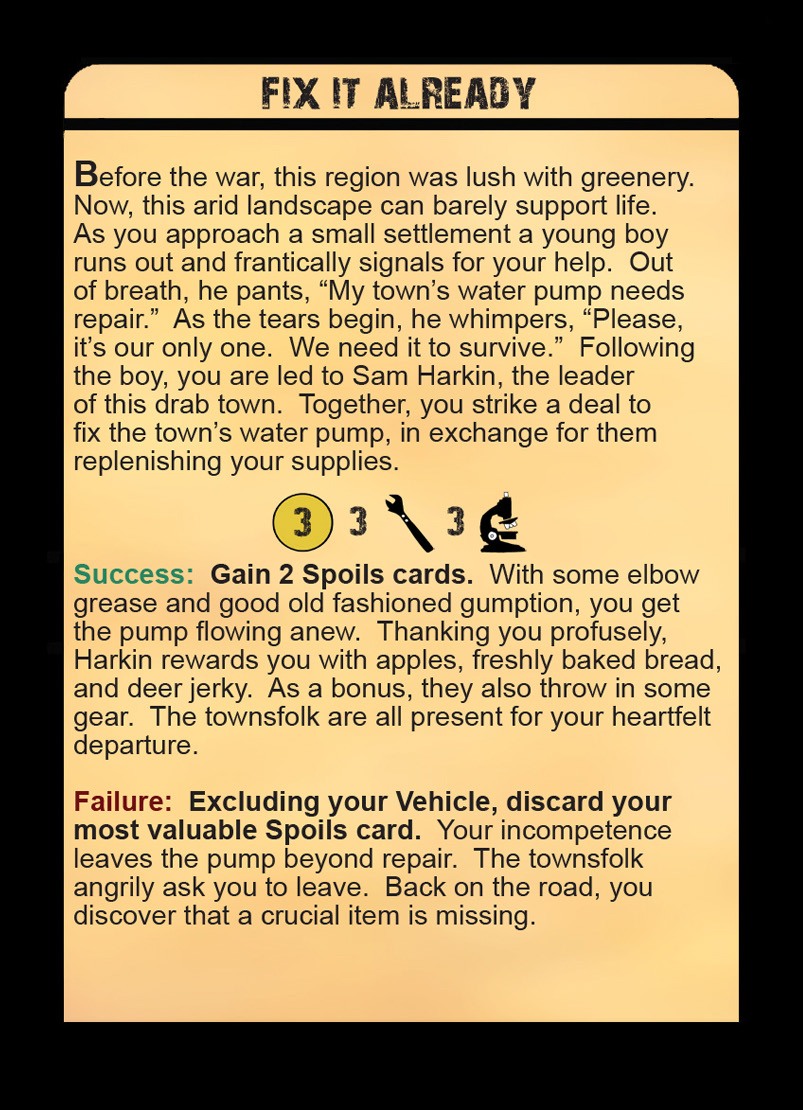 FIX IT ALREADY
Before the war, this region was lush with greenery.
Now, this arid landscape can barely support life.
As you approach a small settlement a young boy
runs out and frantically signals for your help.  Out
of breath, he pants, “My town’s water pump needs
repair.”  As the tears begin, he whimpers, “Please,
it’s our only one.  We need it to survive.”  Following
the boy, you are led to Sam Harkin, the leader
of this drab town.  Together, you strike a deal to
fix the town’s water pump, in exchange for them
replenishing your supplies.
3 3 3
Success:  Gain 2 Spoils cards.  With some elbow
grease and good old fashioned gumption, you get
the pump flowing anew.  Thanking you profusely,
Harkin rewards you with apples, freshly baked bread,
and deer jerky.  As a bonus, they also throw in some
gear.  The townsfolk are all present for your heartfelt
departure.
Failure:  Excluding your Vehicle, discard your
most valuable Spoils card.  Your incompetence
leaves the pump beyond repair.  The townsfolk
angrily ask you to leave.  Back on the road, you
discover that a crucial item is missing.